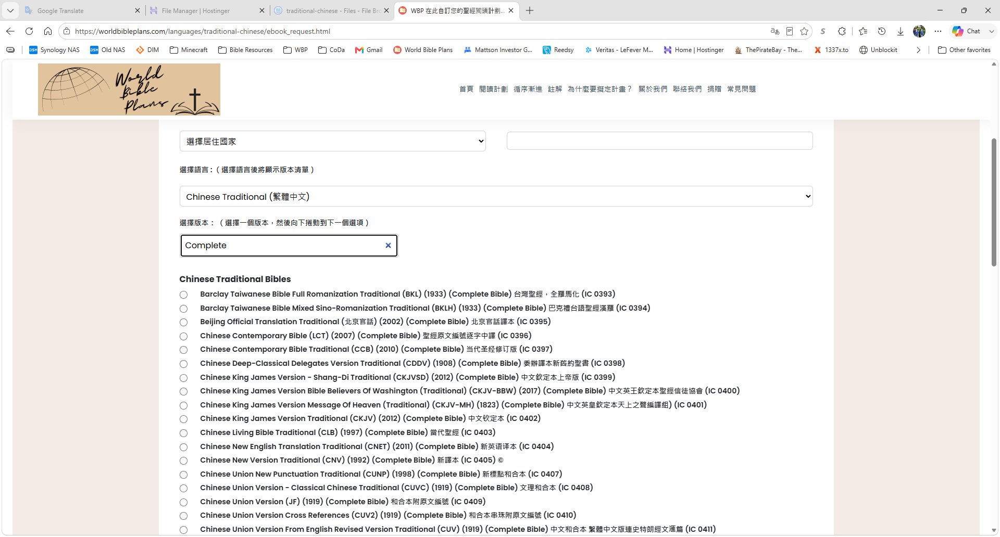 Google Translate
File Manager | Hostinger
traditional-chinese - Files - File Bro
WBP 在此自訂您的聖經閱讀計劃...
https://worldbibleplans.com/languages/traditional-chinese/ebook_request.html
Chat
Synology NAS
Old NAS
DIM
Minecraft
Bible Resources
WBP
CoDa
Gmail
World Bible Plans
Mattson Investor G...
Reedsy
Veritas - LeFever M...
Home | Hostinger
ThePirateBay - The...
1337x.to
Unblockit
Other favorites
World
Bible
Plans
首頁 閱讀計劃 循序漸進 註解 為什麼要擬定計畫？ 關於我們 聯絡我們 捐贈 常見問題
選擇居住國家
選擇語言：( 選擇語言後將顯示版本清單 )
Chinese Traditional (繁體中文)
選擇版本： ( 選擇一個版本，然後向下捲動到下一個選項 )
Complete
Chinese Traditional Bibles
Barclay Taiwanese Bible Full Romanization Traditional (BKL) (1933) (Complete Bible) 台灣聖經，全羅馬化 (IC 0393)
Barclay Taiwanese Bible Mixed Sino-Romanization Traditional (BKLH) (1933) (Complete Bible) 巴克禮台語聖經漢羅 (IC 0394)
Beijing Official Translation Traditional (北京官話) (2002) (Complete Bible) 北京官話譯本 (IC 0395)
Chinese Contemporary Bible (LCT) (2007) (Complete Bible) 聖經原文編號逐字中譯 (IC 0396)
Chinese Contemporary Bible Traditional (CCB) (2010) (Complete Bible) 当代圣经修订版 (IC 0397)
Chinese Deep-Classical Delegates Version Traditional (CDDV) (1908) (Complete Bible) 委辦譯本新舊約聖書 (IC 0398)
Chinese King James Version - Shang-Di Traditional (CKJVSD) (2012) (Complete Bible) 中文欽定本上帝版 (IC 0399)
Chinese King James Version Bible Believers Of Washington (Traditional) (CKJV-BBW) (2017) (Complete Bible) 中文英王欽定本聖經信徒協會 (IC 0400)
Chinese King James Version Message Of Heaven (Traditional) (CKJV-MH) (1823) (Complete Bible) 中文英皇欽定本天上之聲編譯組) (IC 0401)
Chinese King James Version Traditional (CKJV) (2012) (Complete Bible) 中文钦定本 (IC 0402)
Chinese Living Bible Traditional (CLB) (1997) (Complete Bible) 當代聖經 (IC 0403)
Chinese New English Translation Traditional (CNET) (2011) (Complete Bible) 新英语译本 (IC 0404)
Chinese New Version Traditional (CNV) (1992) (Complete Bible) 新譯本 (IC 0405) ©
Chinese Union New Punctuation Traditional (CUNP) (1998) (Complete Bible) 新標點和合本 (IC 0407)
Chinese Union Version - Classical Chinese Traditional (CUVC) (1919) (Complete Bible) 文理和合本 (IC 0408)
Chinese Union Version (JF) (1919) (Complete Bible) 和合本附原文編號 (IC 0409)
Chinese Union Version Cross References (CUV2) (1919) (Complete Bible) 和合本串珠附原文編號 (IC 0410)
Chinese Union Version From English Revised Version Traditional (CUV) (1919) (Complete Bible) 中文和合本 繁體中文版連史特朗經文滙篇 (IC 0411)